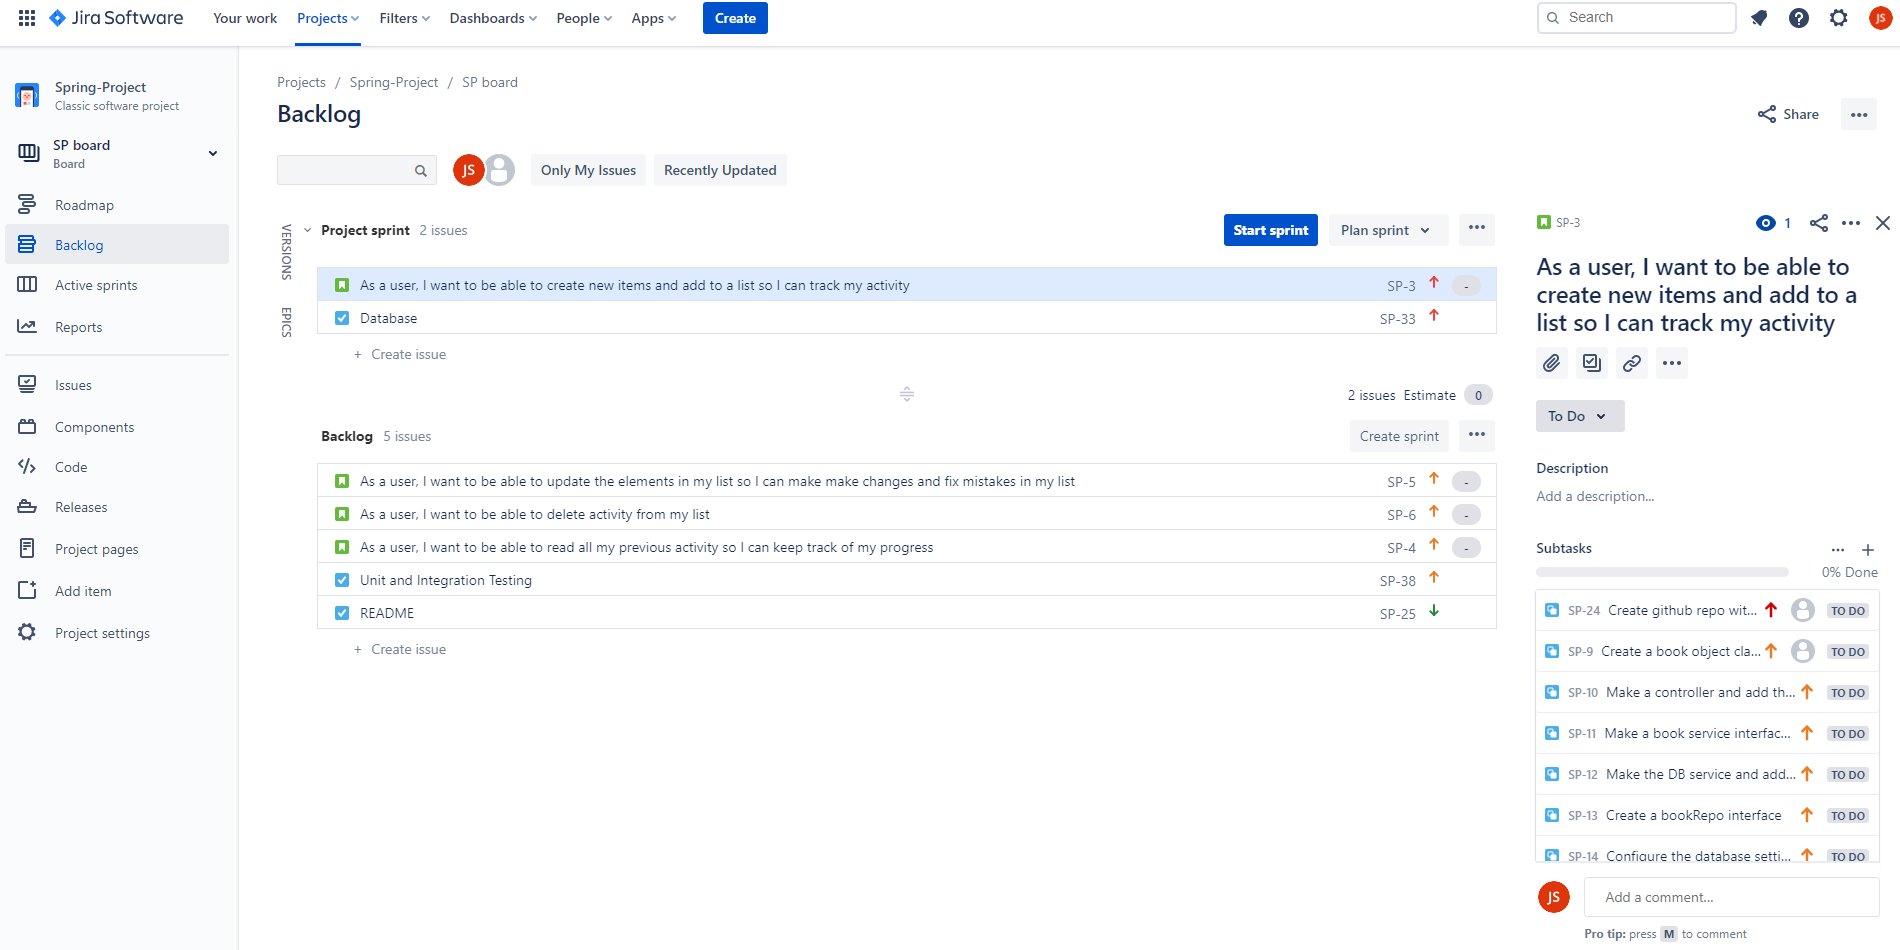 Jira Software
Your work
Projects
Filters
Dashboards
People
Apps
Create
Search
JS
Spring-Project
Classic software project
SP board
Board
Roadmap
Backlog
Active sprints
Reports
Issues
Components
Code
Releases
Project pages
Add item
Project settings
Projects / Spring-Project / SP board
Backlog
Share
JS
Only My Issues
Recently Updated
VERSIONS
EPICS
Project sprint 2 issues
Start sprint
Plan sprint
As a user, I want to be able to create new items and add to a list so I can track my activity SP-3 -
Database SP-33
+ Create issue
2 issues Estimate 0
Backlog 5 issues
Create sprint
As a user, I want to be able to update the elements in my list so I can make make changes and fix mistakes in my list SP-5 -
As a user, I want to be able to delete activity from my list SP-6 -
As a user, I want to be able to read all my previous activity so I can keep track of my progress SP-4 -
Unit and Integration Testing SP-38
README SP-25
+ Create issue
SP-3
1
As a user, I want to be able to
create new items and add to a
list so I can track my activity
To Do
Description
Add a description...
Subtasks
0% Done
SP-24 Create github repo wit... TO DO
SP-9 Create a book object cla... TO DO
SP-10 Make a controller and add th... TO DO
SP-11 Make a book service interfac... TO DO
SP-12 Make the DB service and add... TO DO
SP-13 Create a bookRepo interface TO DO
SP-14 Configure the database setti... TO DO
JS
Add a comment...
Pro tip: press M to comment